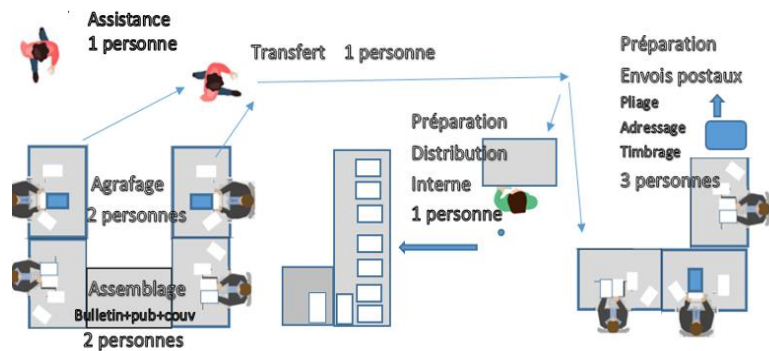 Assistance
1 personne
Transfert 1 personne
Préparation
Envois postaux
Pliage
Adressage
Timbrage
3 personnes
Préparation
Distribution
Interne
1 personne
Agrafage
2 personnes
Assemblage
Bulletin+pub+couv
2 personnes